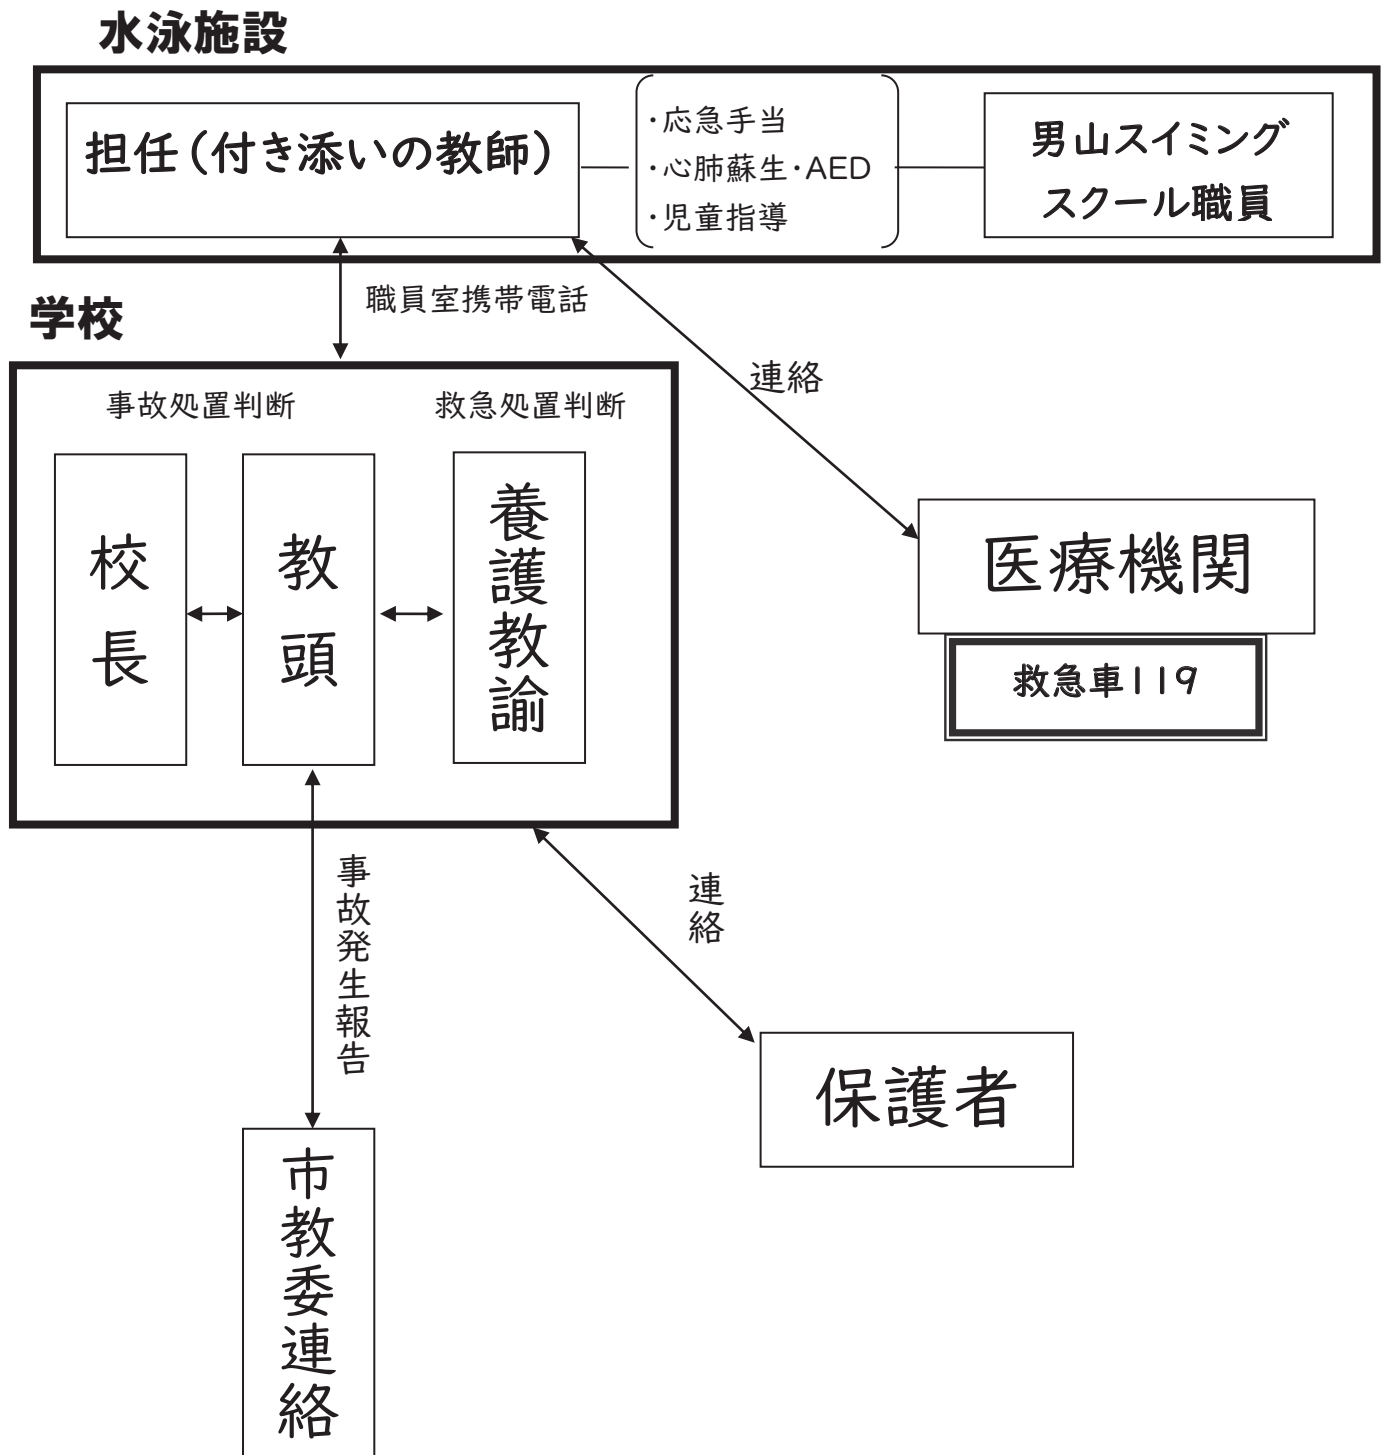 水泳施設
担任(付き添いの教師)
・応急手当
・心肺蘇生・AED
・児童指導
男山スイミング
スクール職員
職員室携帯電話
学校
連絡
事故処置判断
救急処置判断
校長
教頭
養護教諭
医療機関
救急車119
事故発生報告
連絡
保護者
市教委連絡